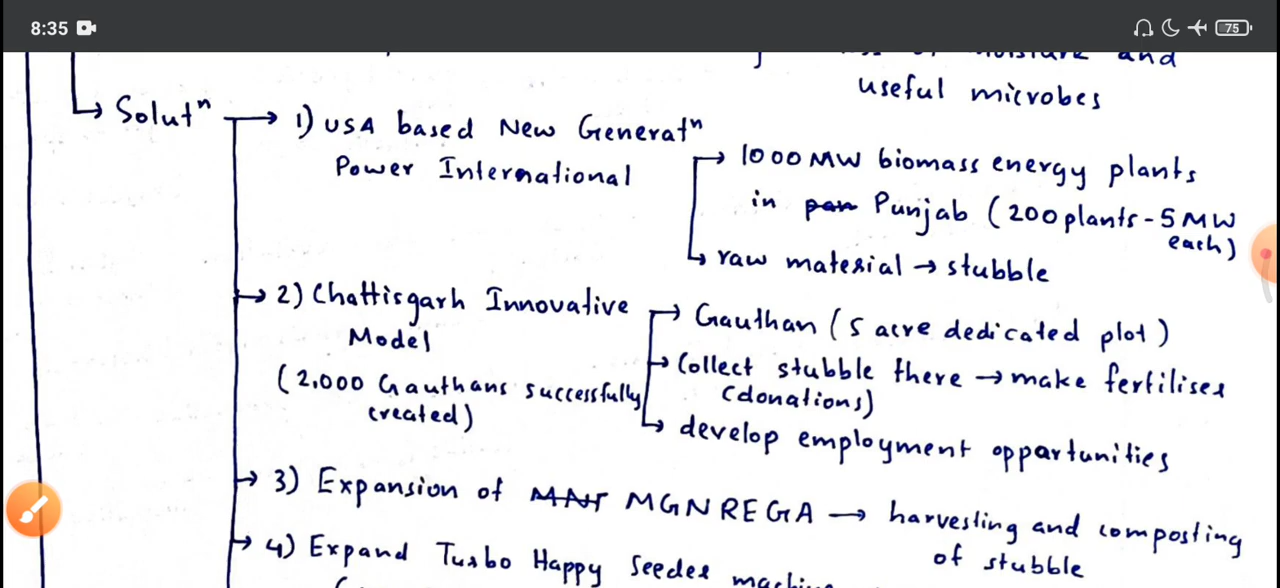 8:35
75
moisture and
useful microbes
Solutⁿ
1) USA based New Generatⁿ
Power International
1000 MW biomass energy plants
in pan Punjab (200 plants - 5 MW
each)
raw material → stubble
2) Chattisgarh Innovative
Model
(2,000 Gauthans successfully
created)
Gauthan (5 acre dedicated plot)
Collect stubble there → make fertiliser
(donations)
develop employment oppartunities
3) Expansion of MNR MGNREGA → harvesting and composting
of stubble
4) Expand Turbo Happy Seeder